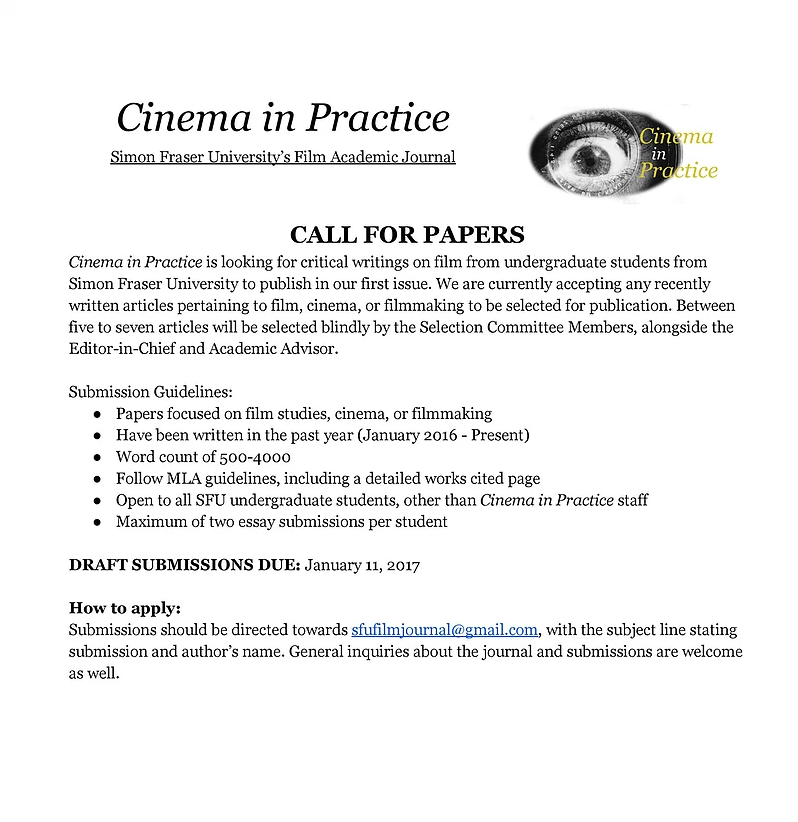 Cinema in Practice
Simon Fraser University’s Film Academic Journal
Cinema
in
Practice
CALL FOR PAPERS
Cinema in Practice is looking for critical writings on film from undergraduate students from
Simon Fraser University to publish in our first issue. We are currently accepting any recently
written articles pertaining to film, cinema, or filmmaking to be selected for publication. Between
five to seven articles will be selected blindly by the Selection Committee Members, alongside the
Editor-in-Chief and Academic Advisor.
Submission Guidelines:
● Papers focused on film studies, cinema, or filmmaking
● Have been written in the past year (January 2016 - Present)
● Word count of 500-4000
● Follow MLA guidelines, including a detailed works cited page
● Open to all SFU undergraduate students, other than Cinema in Practice staff
● Maximum of two essay submissions per student
DRAFT SUBMISSIONS DUE: January 11, 2017
How to apply:
Submissions should be directed towards sfufilmjournal@gmail.com, with the subject line stating
submission and author’s name. General inquiries about the journal and submissions are welcome
as well.